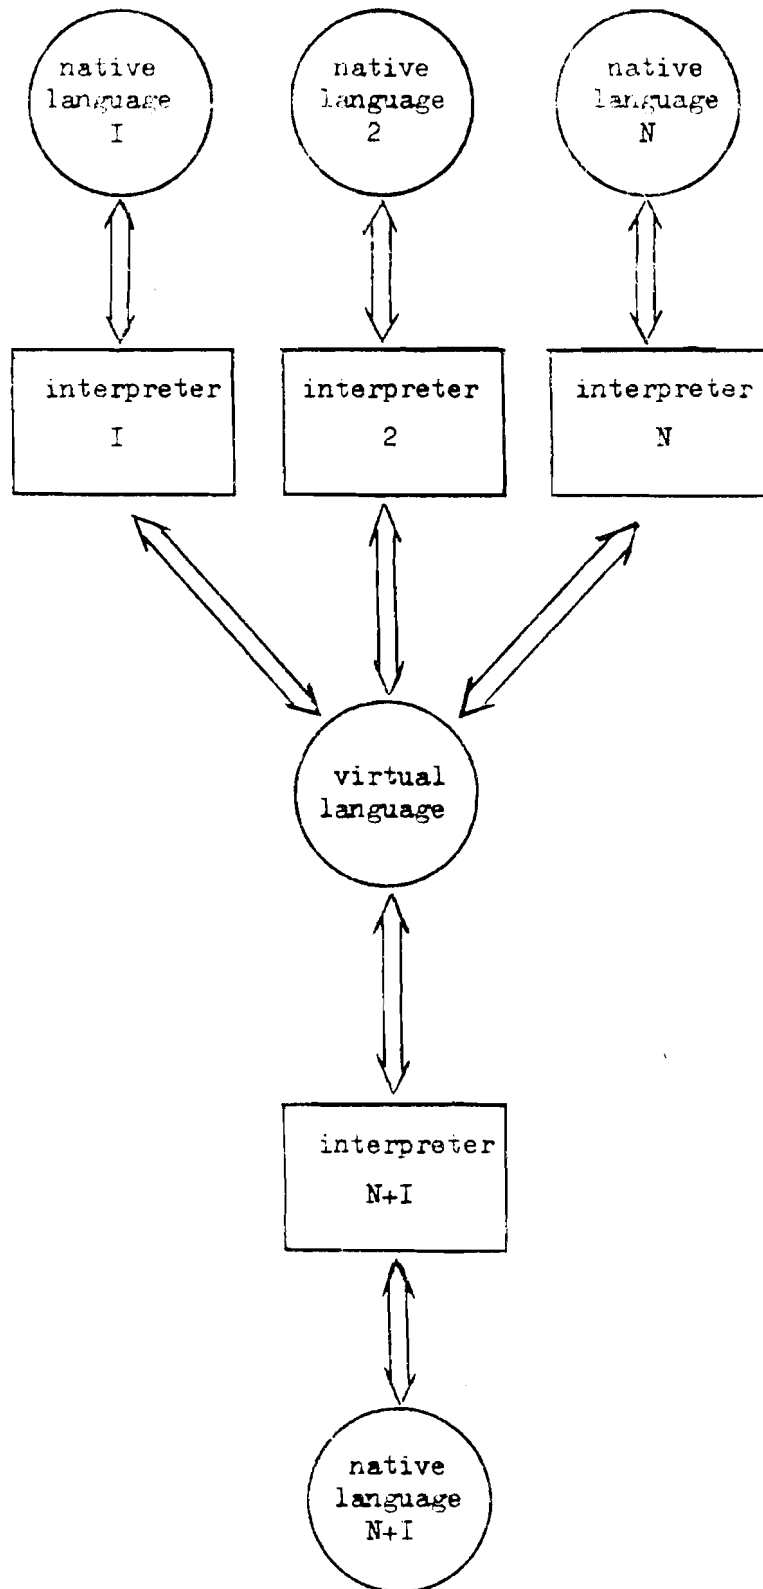 native
language
I
native
language
2
native
language
N
interpreter
I
interpreter
2
interpreter
N
virtual
language
interpreter
N+I
native
language
N+I